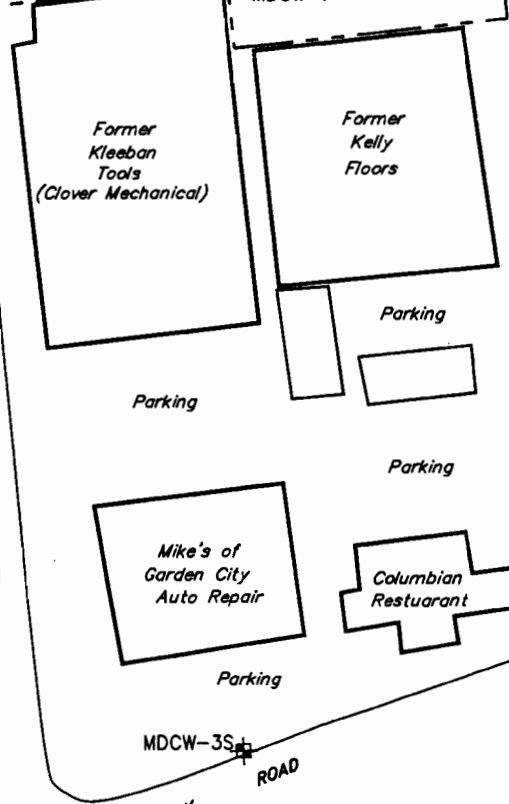 Former
Kleeban
Tools
(Clover Mechanical)
Former
Kelly
Floors
Parking
Parking
Parking
Mike's of
Garden City
Auto Repair
Columbian
Restuarant
Parking
MDCW-3S
ROAD